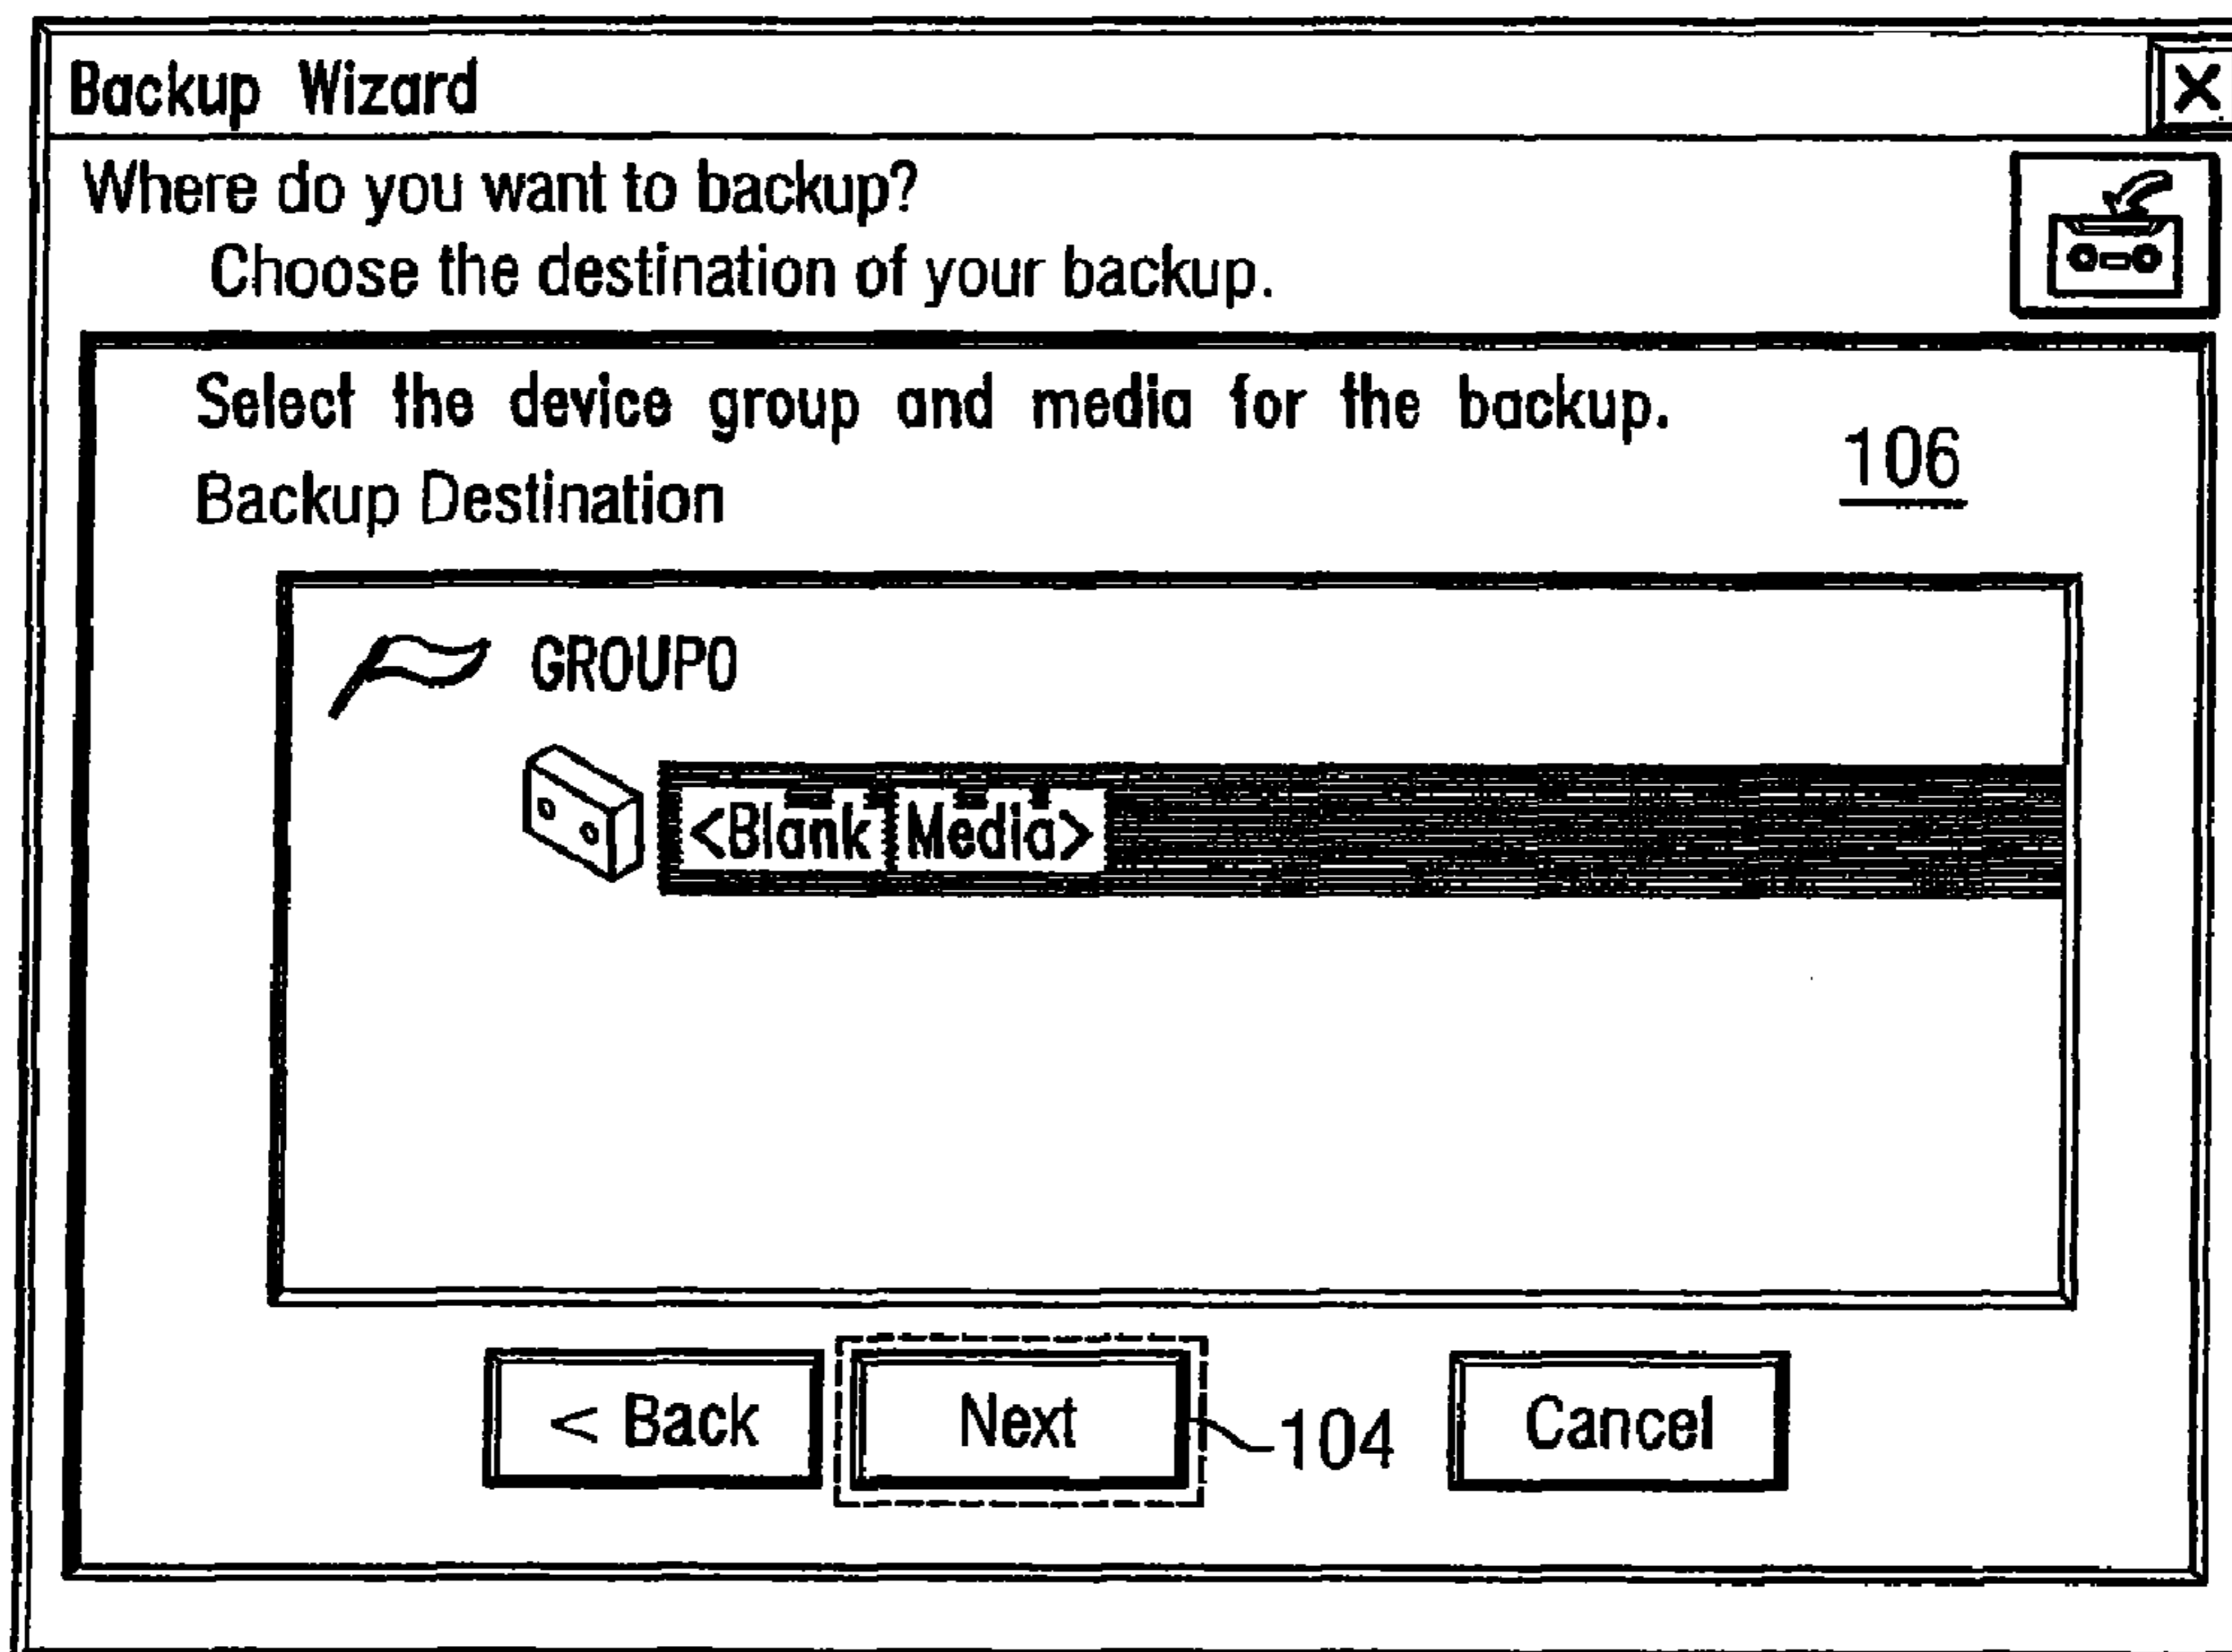 Backup Wizard X
Where do you want to backup?
Choose the destination of your backup.
Select the device group and media for the backup.
106
Backup Destination
GROUP0
<Blank Media>
< Back Next 104 Cancel